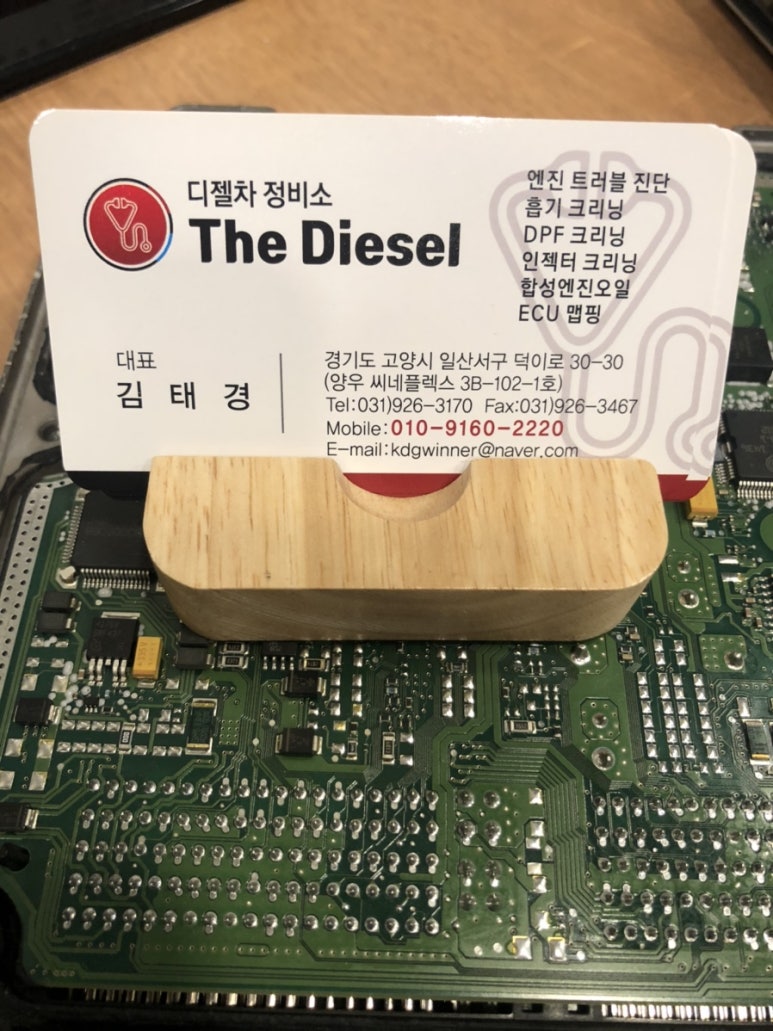 디젤차 정비소
The Diesel
엔진 트러블 진단
흡기 크리닝
DPF 크리닝
인젝터 크리닝
합성엔진오일
ECU 맵핑
대표
김 태 경
경기도 고양시 일산서구 덕이로 30-30
(양우 씨네플렉스 3B-102-1호)
Tel:031)926-3170 Fax:031)926-3467
Mobile:010-9160-2220
E-mail:kdgwinner@naver.com